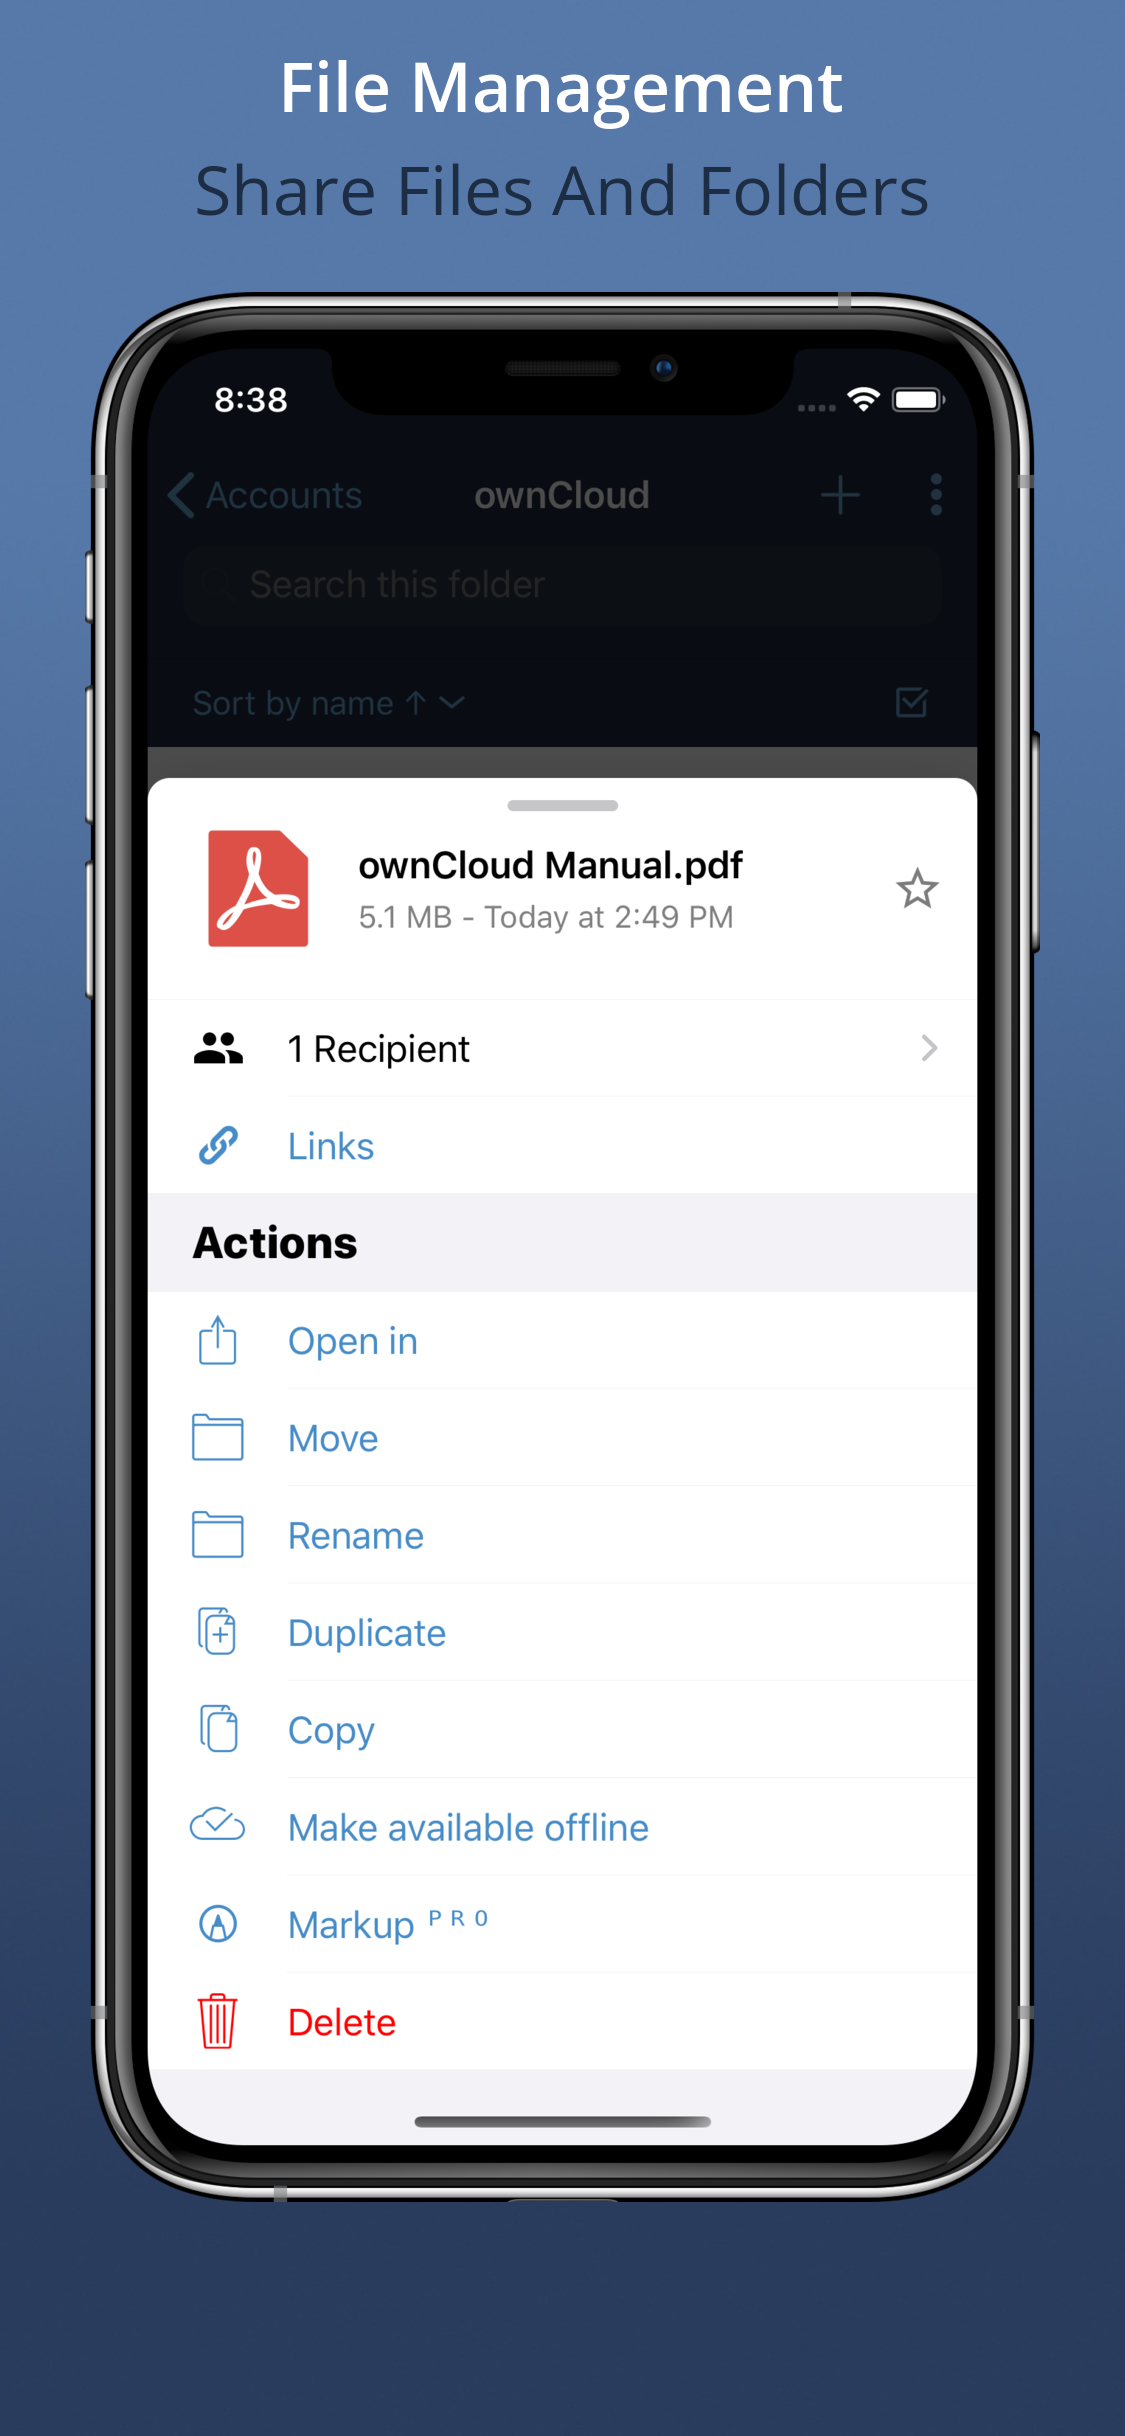 File Management
Share Files And Folders
8:38
Accounts
ownCloud
Search this folder
Sort by name ↑
ownCloud Manual.pdf
5.1 MB - Today at 2:49 PM
1 Recipient
Links
Actions
Open in
Move
Rename
Duplicate
Copy
Make available offline
Markup PRO
Delete